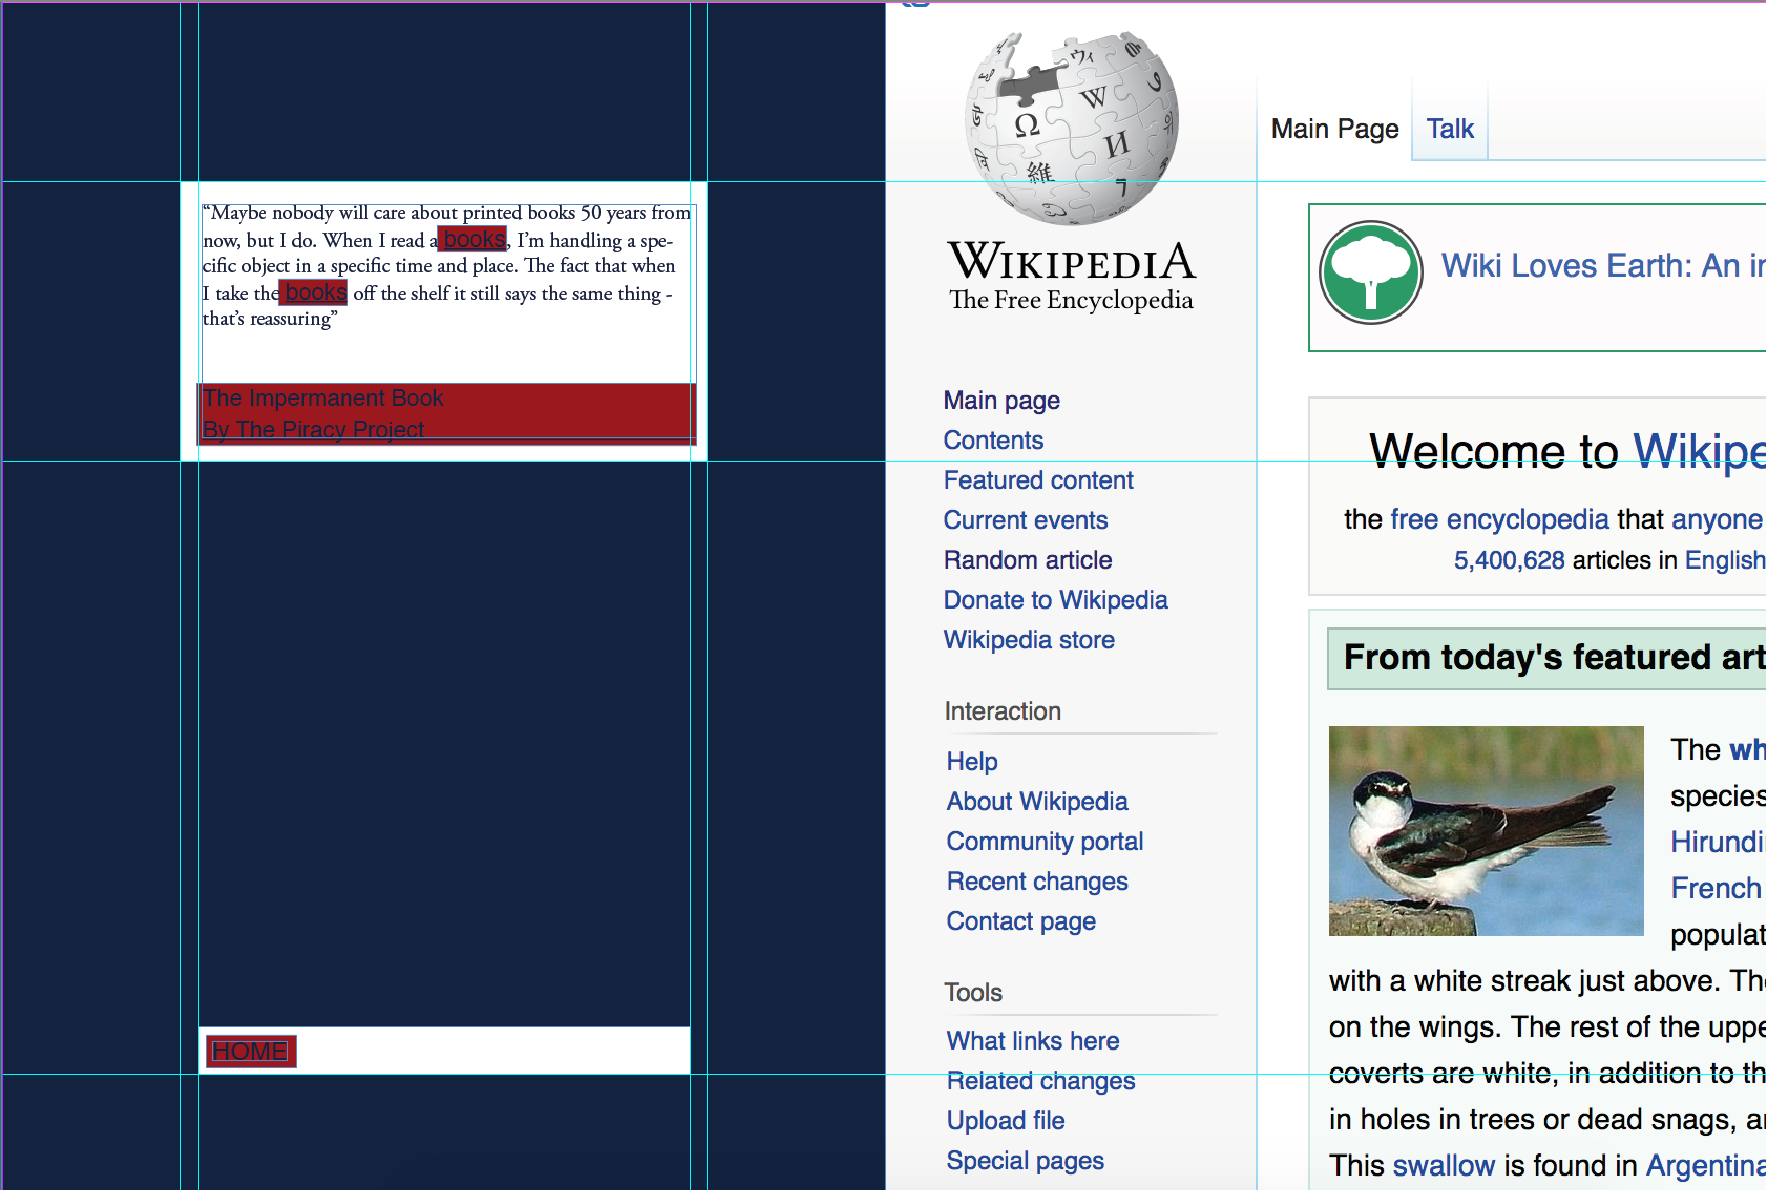 “Maybe nobody will care about printed books 50 years from
now, but I do. When I read a books, I’m handling a spe-
cific object in a specific time and place. The fact that when
I take the books off the shelf it still says the same thing -
that’s reassuring”
The Impermanent Book
By The Piracy Project
HOME
Ω
W
И
維
ウィ
WIKIPEDIA
The Free Encyclopedia
Main page
Contents
Featured content
Current events
Random article
Donate to Wikipedia
Wikipedia store
Interaction
Help
About Wikipedia
Community portal
Recent changes
Contact page
Tools
What links here
Related changes
Upload file
Special pages
Main Page
Talk
Wiki Loves Earth: An in
Welcome to Wikipe
the free encyclopedia that anyone
5,400,628 articles in English
From today's featured art
The wh
species
Hirundi
French
populat
with a white streak just above. The
on the wings. The rest of the uppe
coverts are white, in addition to th
in holes in trees or dead snags, a
This swallow is found in Argentina